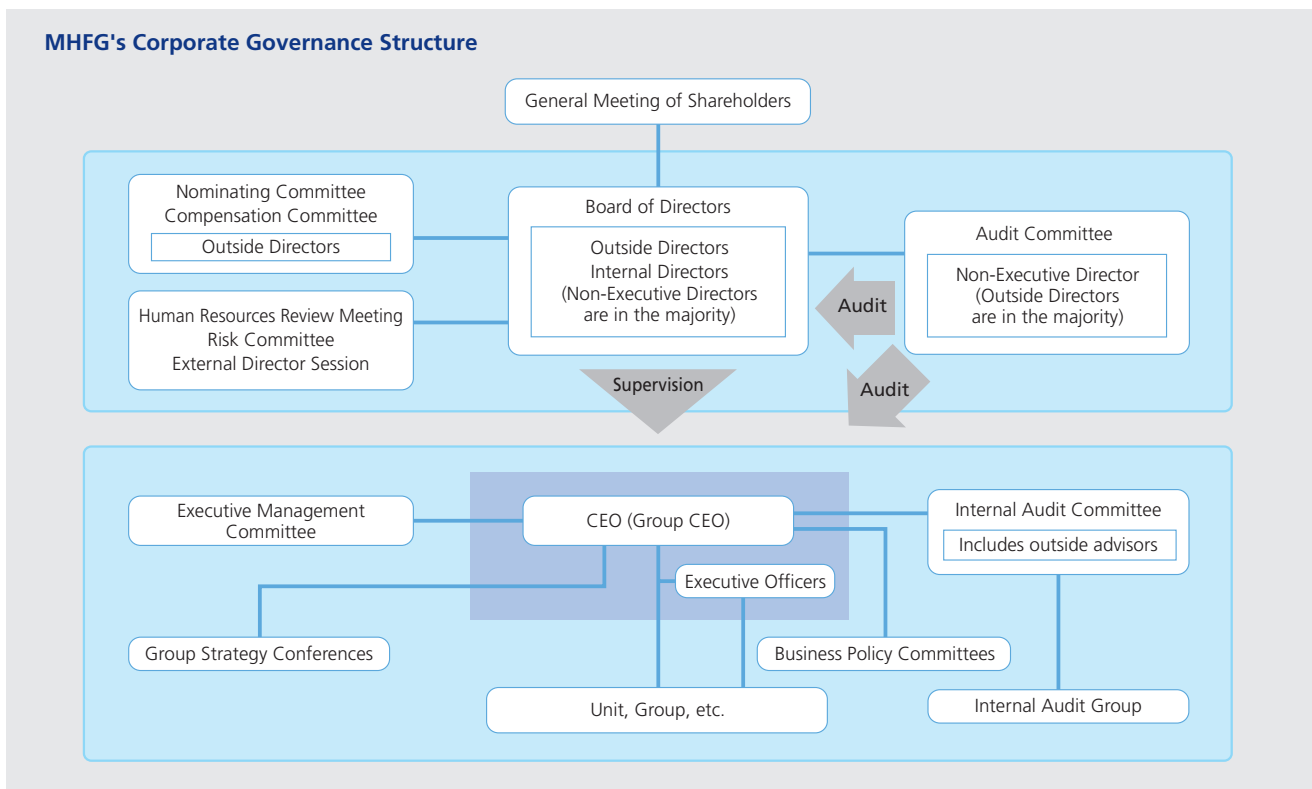 MHFG's Corporate Governance Structure
General Meeting of Shareholders
Nominating Committee
Compensation Committee
Outside Directors
Human Resources Review Meeting
Risk Committee
External Director Session
Board of Directors
Outside Directors
Internal Directors
(Non-Executive Directors
are in the majority)
Audit Committee
Non-Executive Director
(Outside Directors
are in the majority)
Audit
Audit
Supervision
Executive Management
Committee
CEO (Group CEO)
Internal Audit Committee
Includes outside advisors
Executive Officers
Group Strategy Conferences
Business Policy Committees
Unit, Group, etc.
Internal Audit Group